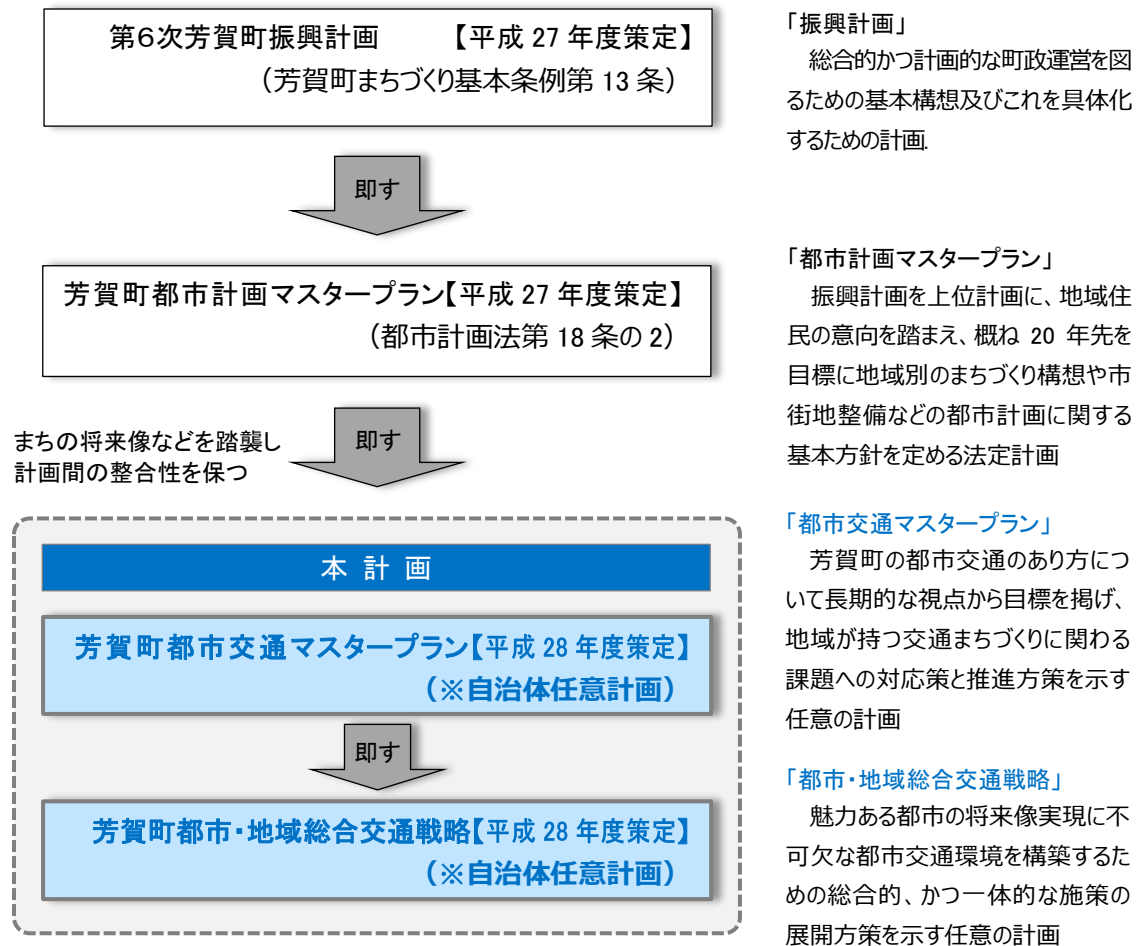 第6次芳賀町振興計画　　【平成 27 年度策定】
（芳賀町まちづくり基本条例第 13 条）
即す
芳賀町都市計画マスタープラン【平成 27 年度策定】
（都市計画法第 18 条の 2）
まちの将来像などを踏襲し
計画間の整合性を保つ
即す
本 計 画
芳賀町都市交通マスタープラン【平成 28 年度策定】
（※自治体任意計画）
即す
芳賀町都市・地域総合交通戦略【平成 28 年度策定】
（※自治体任意計画）
「振興計画」
総合的かつ計画的な町政運営を図
るための基本構想及びこれを具体化
するための計画.
「都市計画マスタープラン」
振興計画を上位計画に、地域住
民の意向を踏まえ、概ね 20 年先を
目標に地域別のまちづくり構想や市
街地整備などの都市計画に関する
基本方針を定める法定計画
「都市交通マスタープラン」
芳賀町の都市交通のあり方につ
いて長期的な視点から目標を掲げ、
地域が持つ交通まちづくりに関わる
課題への対応策と推進方策を示す
任意の計画
「都市・地域総合交通戦略」
魅力ある都市の将来像実現に不
可欠な都市交通環境を構築するた
めの総合的、かつ一体的な施策の
展開方策を示す任意の計画